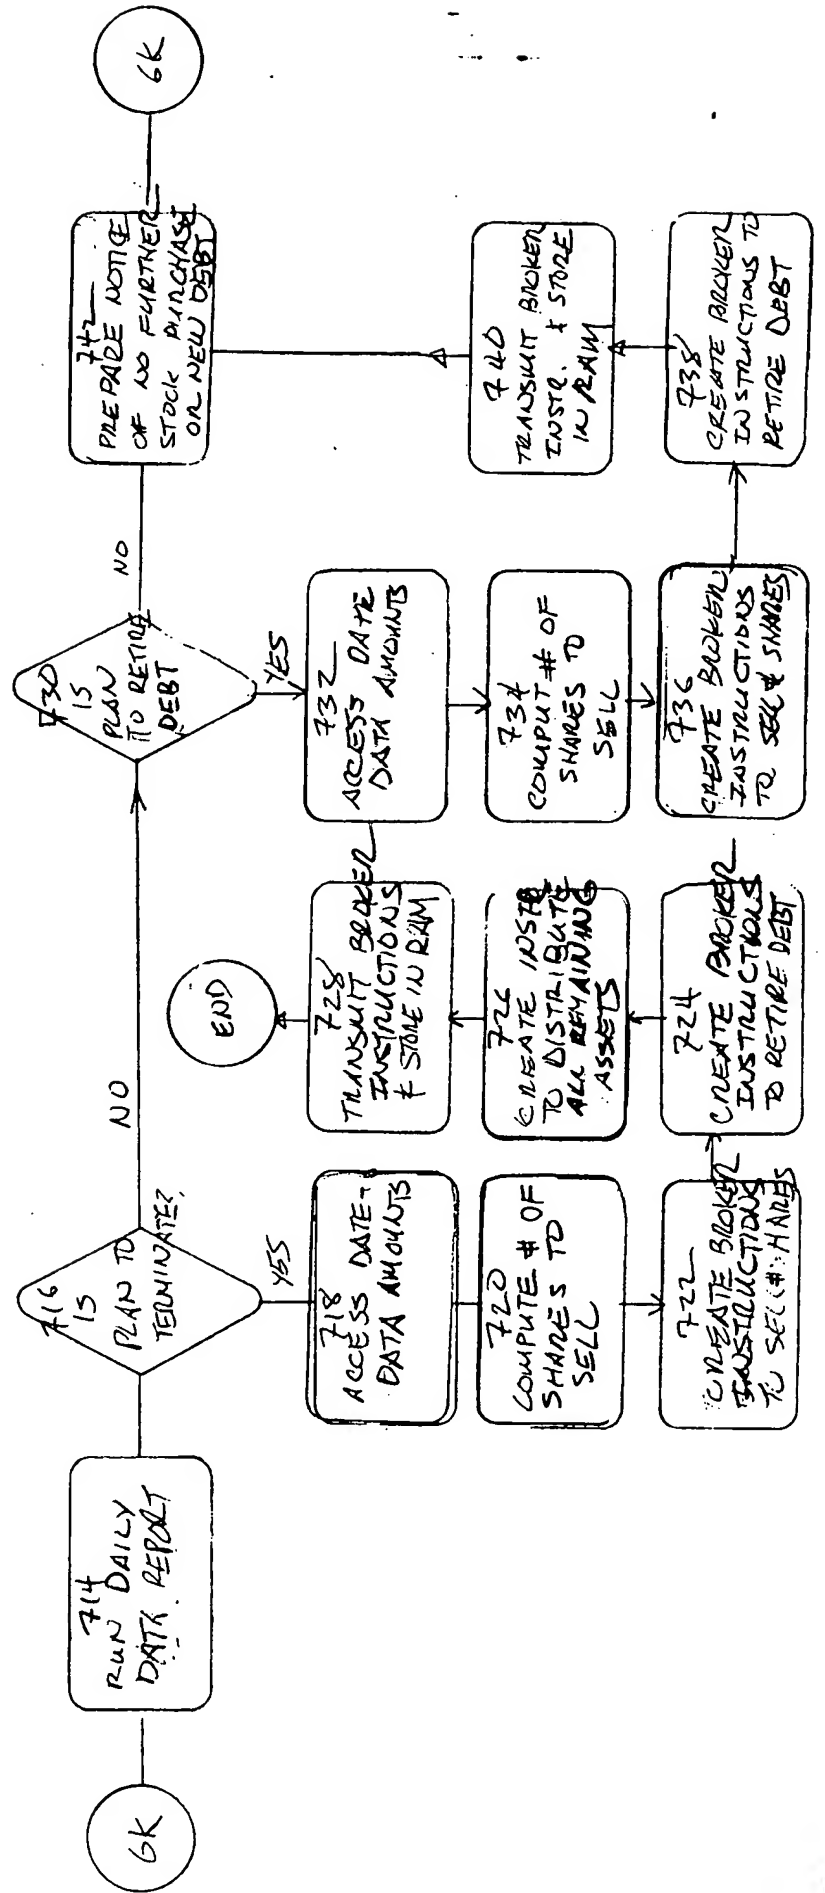 6K
714
RUN DAILY
DATA REPORT
716
IS
PLAN TO
TERMINATE?
NO
YES
718
ACCESS DATE
DATA AMOUNTS
720
COMPUTE # OF
SHARES TO
SELL
722
CREATE BROKER
INSTRUCTIONS
TO SELL # SHARES
724
CREATE BROKER
INSTRUCTIONS
TO RETIRE DEBT
726
CREATE INSTR
TO DISTRIBUTE
ALL REMAINING
ASSETS
728
TRANSMIT BROKER
INSTRUCTIONS
& STORE IN RAM
END
730
IS
PLAN
TO RETIRE
DEBT
NO
YES
732
ACCESS DATE
DATA AMOUNTS
734
COMPUT # OF
SHARES TO
SELL
736
CREATE BROKER
INSTRUCTIONS
TO SELL # SHARES
738
CREATE BROKER
INSTRUCTIONS TO
RETIRE DEBT
740
TRANSMIT BROKER
INSTR. & STORE
IN RAM
742
PREPARE NOTICE
OF NO FURTHER
STOCK PURCHASE
OR NEW DEBT
6K